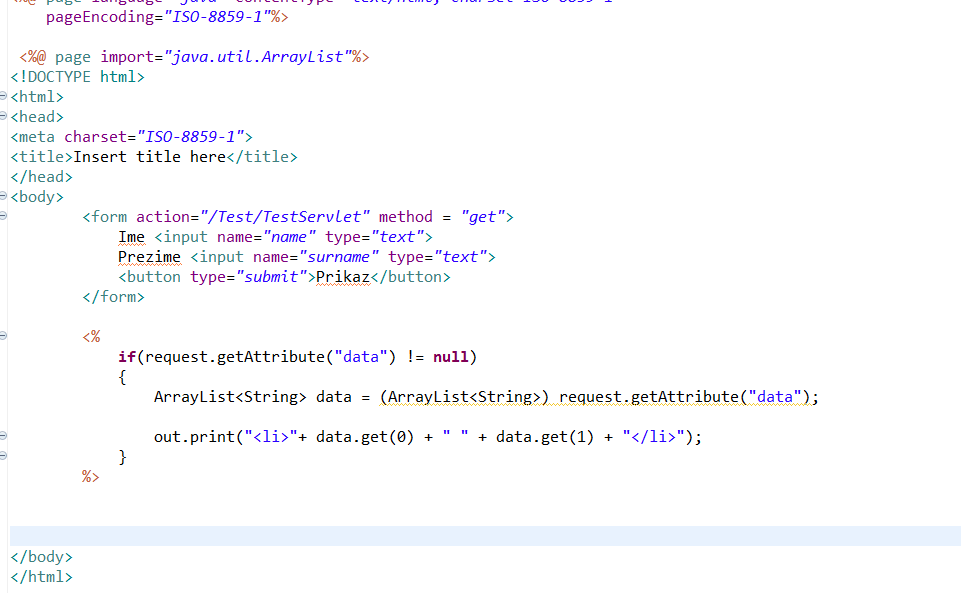 <%@ page language="java" contentType="text/html; charset=ISO-8859-1"
pageEncoding="ISO-8859-1"%>
<%@ page import="java.util.ArrayList"%>
<!DOCTYPE html>
<html>
<head>
<meta charset="ISO-8859-1">
<title>Insert title here</title>
</head>
<body>
<form action="/Test/TestServlet" method = "get">
Ime <input name="name" type="text">
Prezime <input name="surname" type="text">
<button type="submit">Prikaz</button>
</form>
<%
if(request.getAttribute("data") != null)
{
ArrayList<String> data = (ArrayList<String>) request.getAttribute("data");
out.print("<li>"+ data.get(0) + " " + data.get(1) + "</li>");
}
%>
</body>
</html>